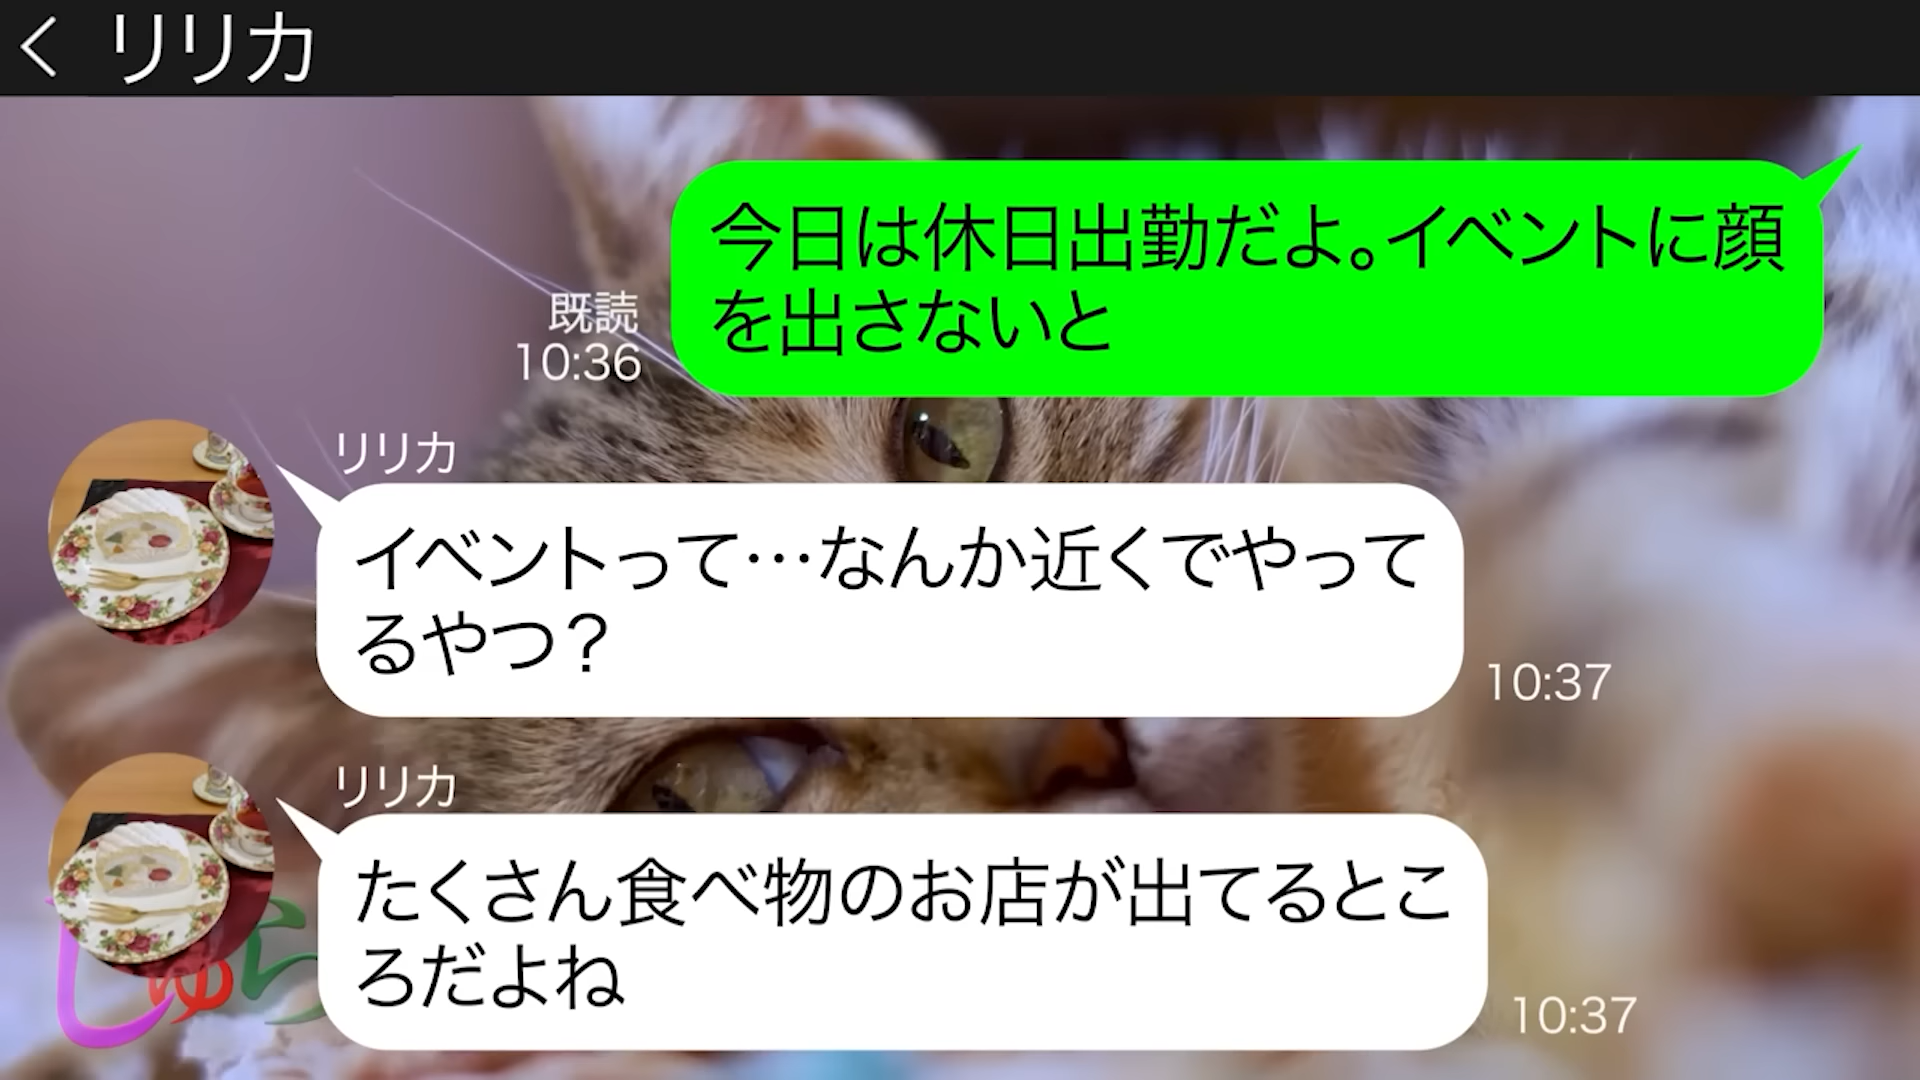 リリカ
今日は休日出勤だよ。イベントに顔
を出さないと
既読
10:36
リリカ
イベントって…なんか近くでやって
るやつ？
10:37
リリカ
たくさん食べ物のお店が出てるとこ
ろだよね
10:37
しゅら